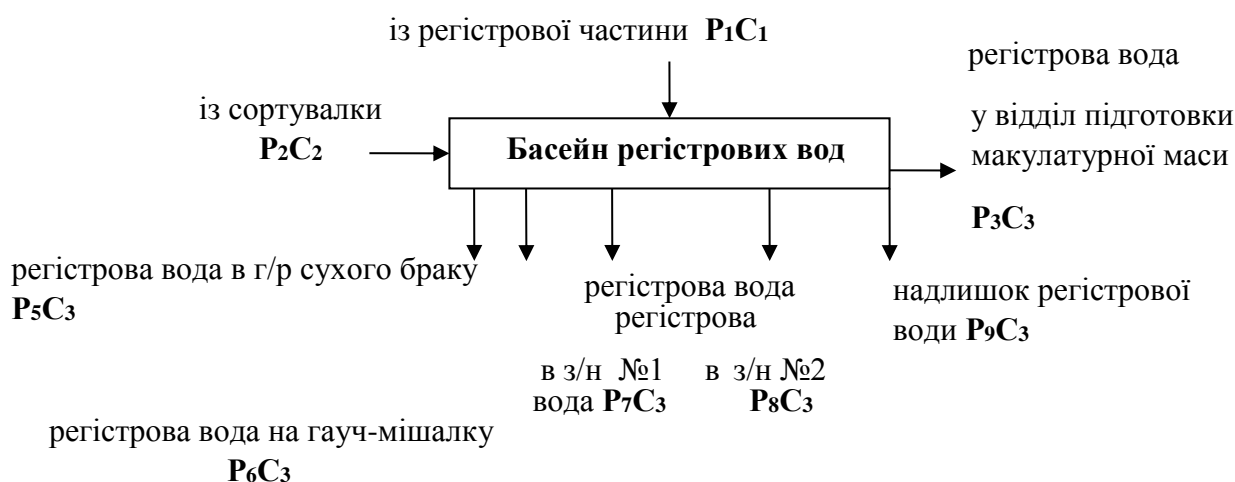 із регістрової частини P₁C₁
регістрова вода
у відділ підготовки
макулатурної маси
P₃C₃
із сортувалки
P₂C₂
Басейн регістрових вод
регістрова вода в г/р сухого браку
P₅C₃
регістрова вода
регістрова
в з/н №1 в з/н №2
вода P₇C₃ P₈C₃
надлишок регістрової
води P₉C₃
регістрова вода на гауч-мішалку
P₆C₃